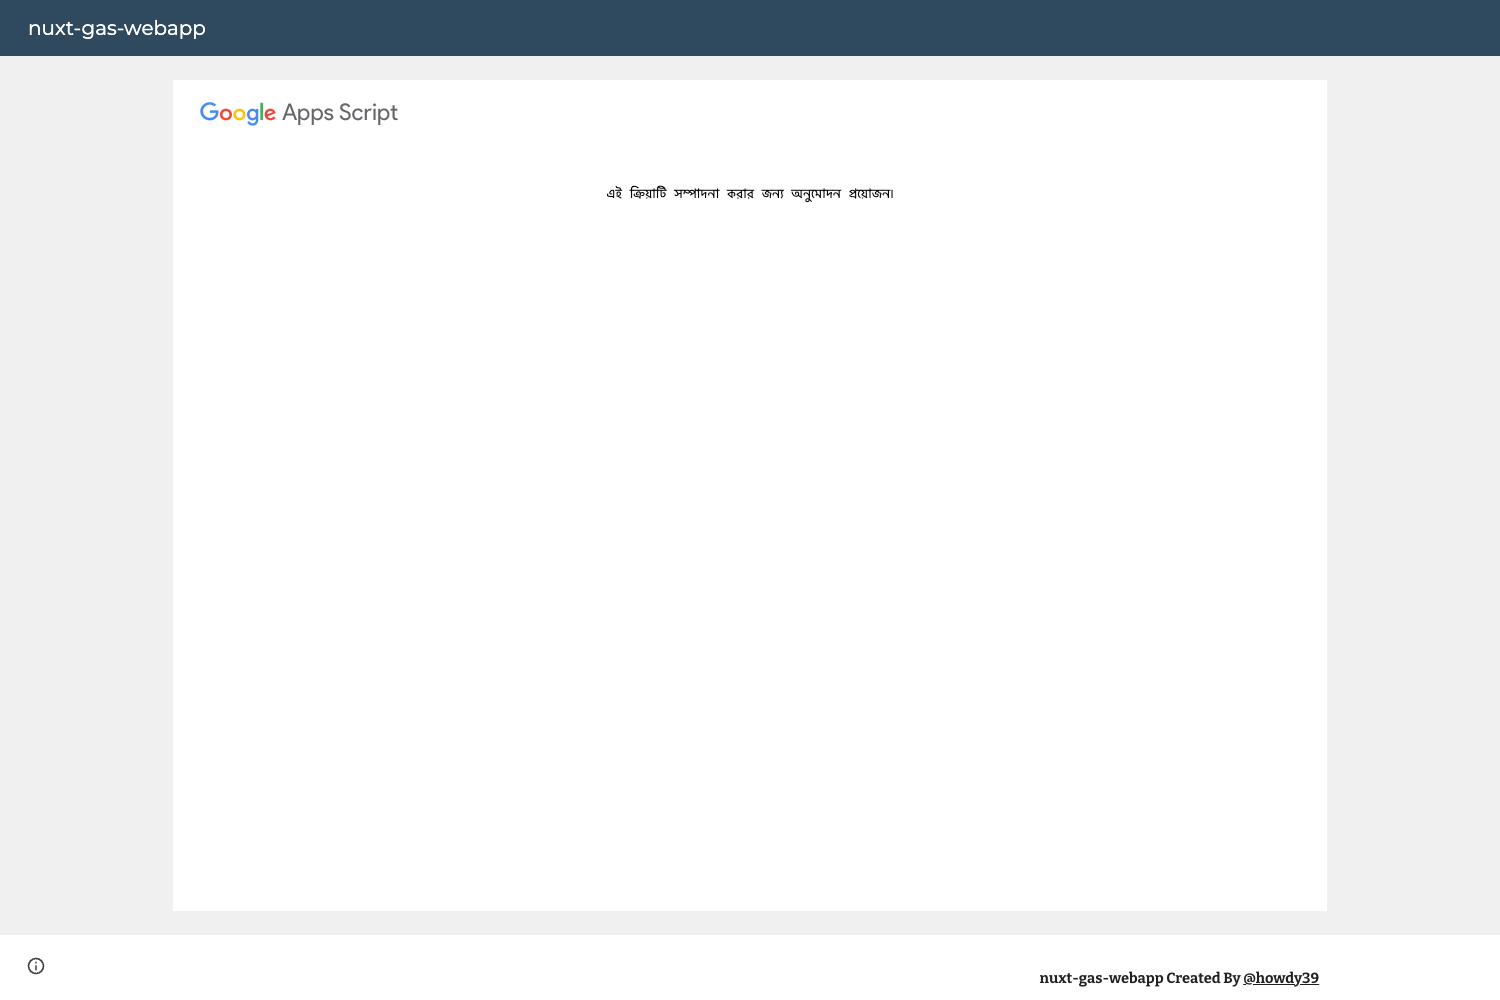 nuxt-gas-webapp
Google Apps Script
এই ক্রিয়াটি সম্পাদনা করার জন্য অনুমোদন প্রয়োজন৷
nuxt-gas-webapp Created By @howdy39